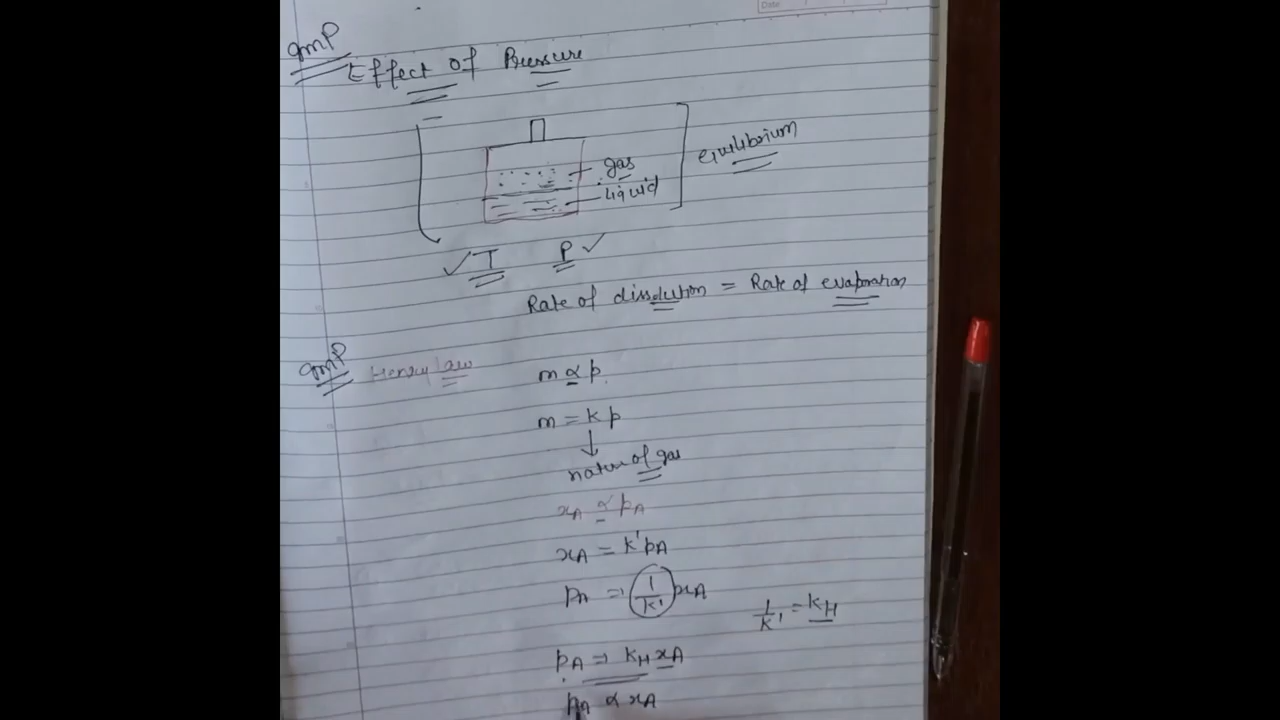 Date
ImP
Effect of Pressure
gas
liquid
equilibrium
✓ T P ✓
Rate of dissolution = Rate of evaporation
ImP
Henry law
m ∝ p
m = k p
↓
nature of gas
xA ∝ pA
xA = k' pA
pA = 1/k' xA
1/k' = kH
pA = kH xA
pA ∝ xA